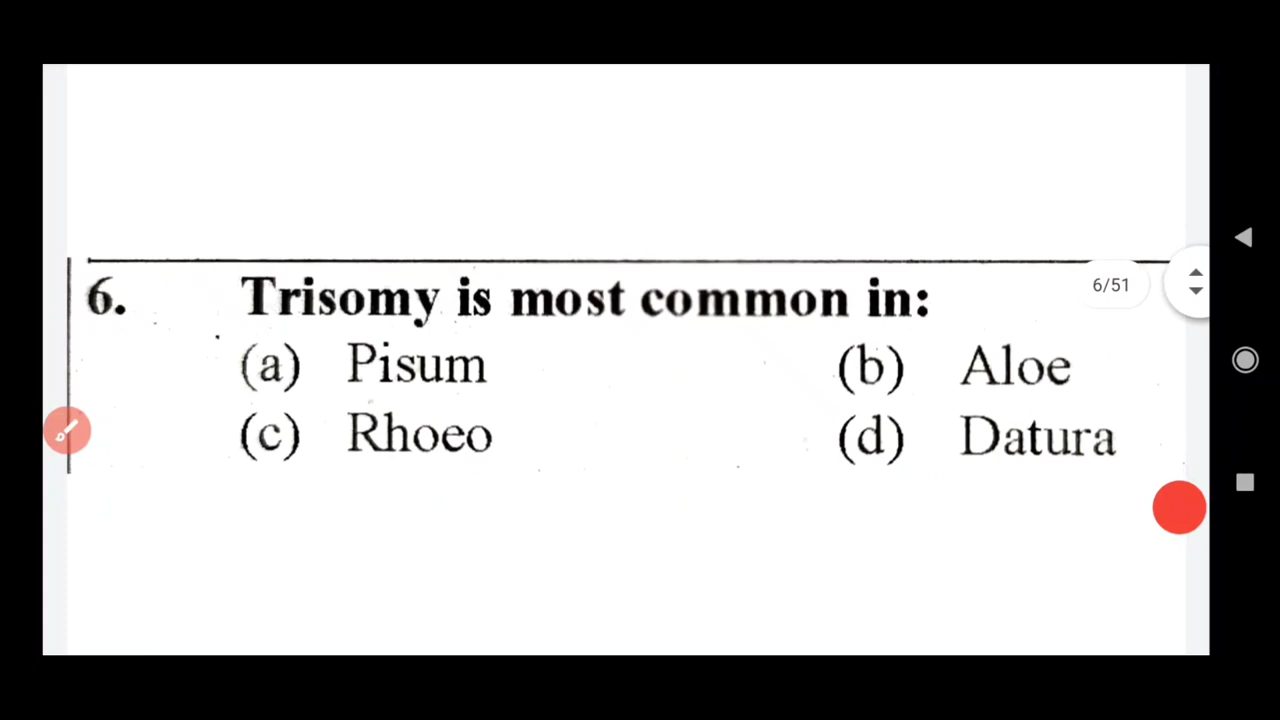 6. Trisomy is most common in:
6/51
(a) Pisum (b) Aloe
(c) Rhoeo (d) Datura